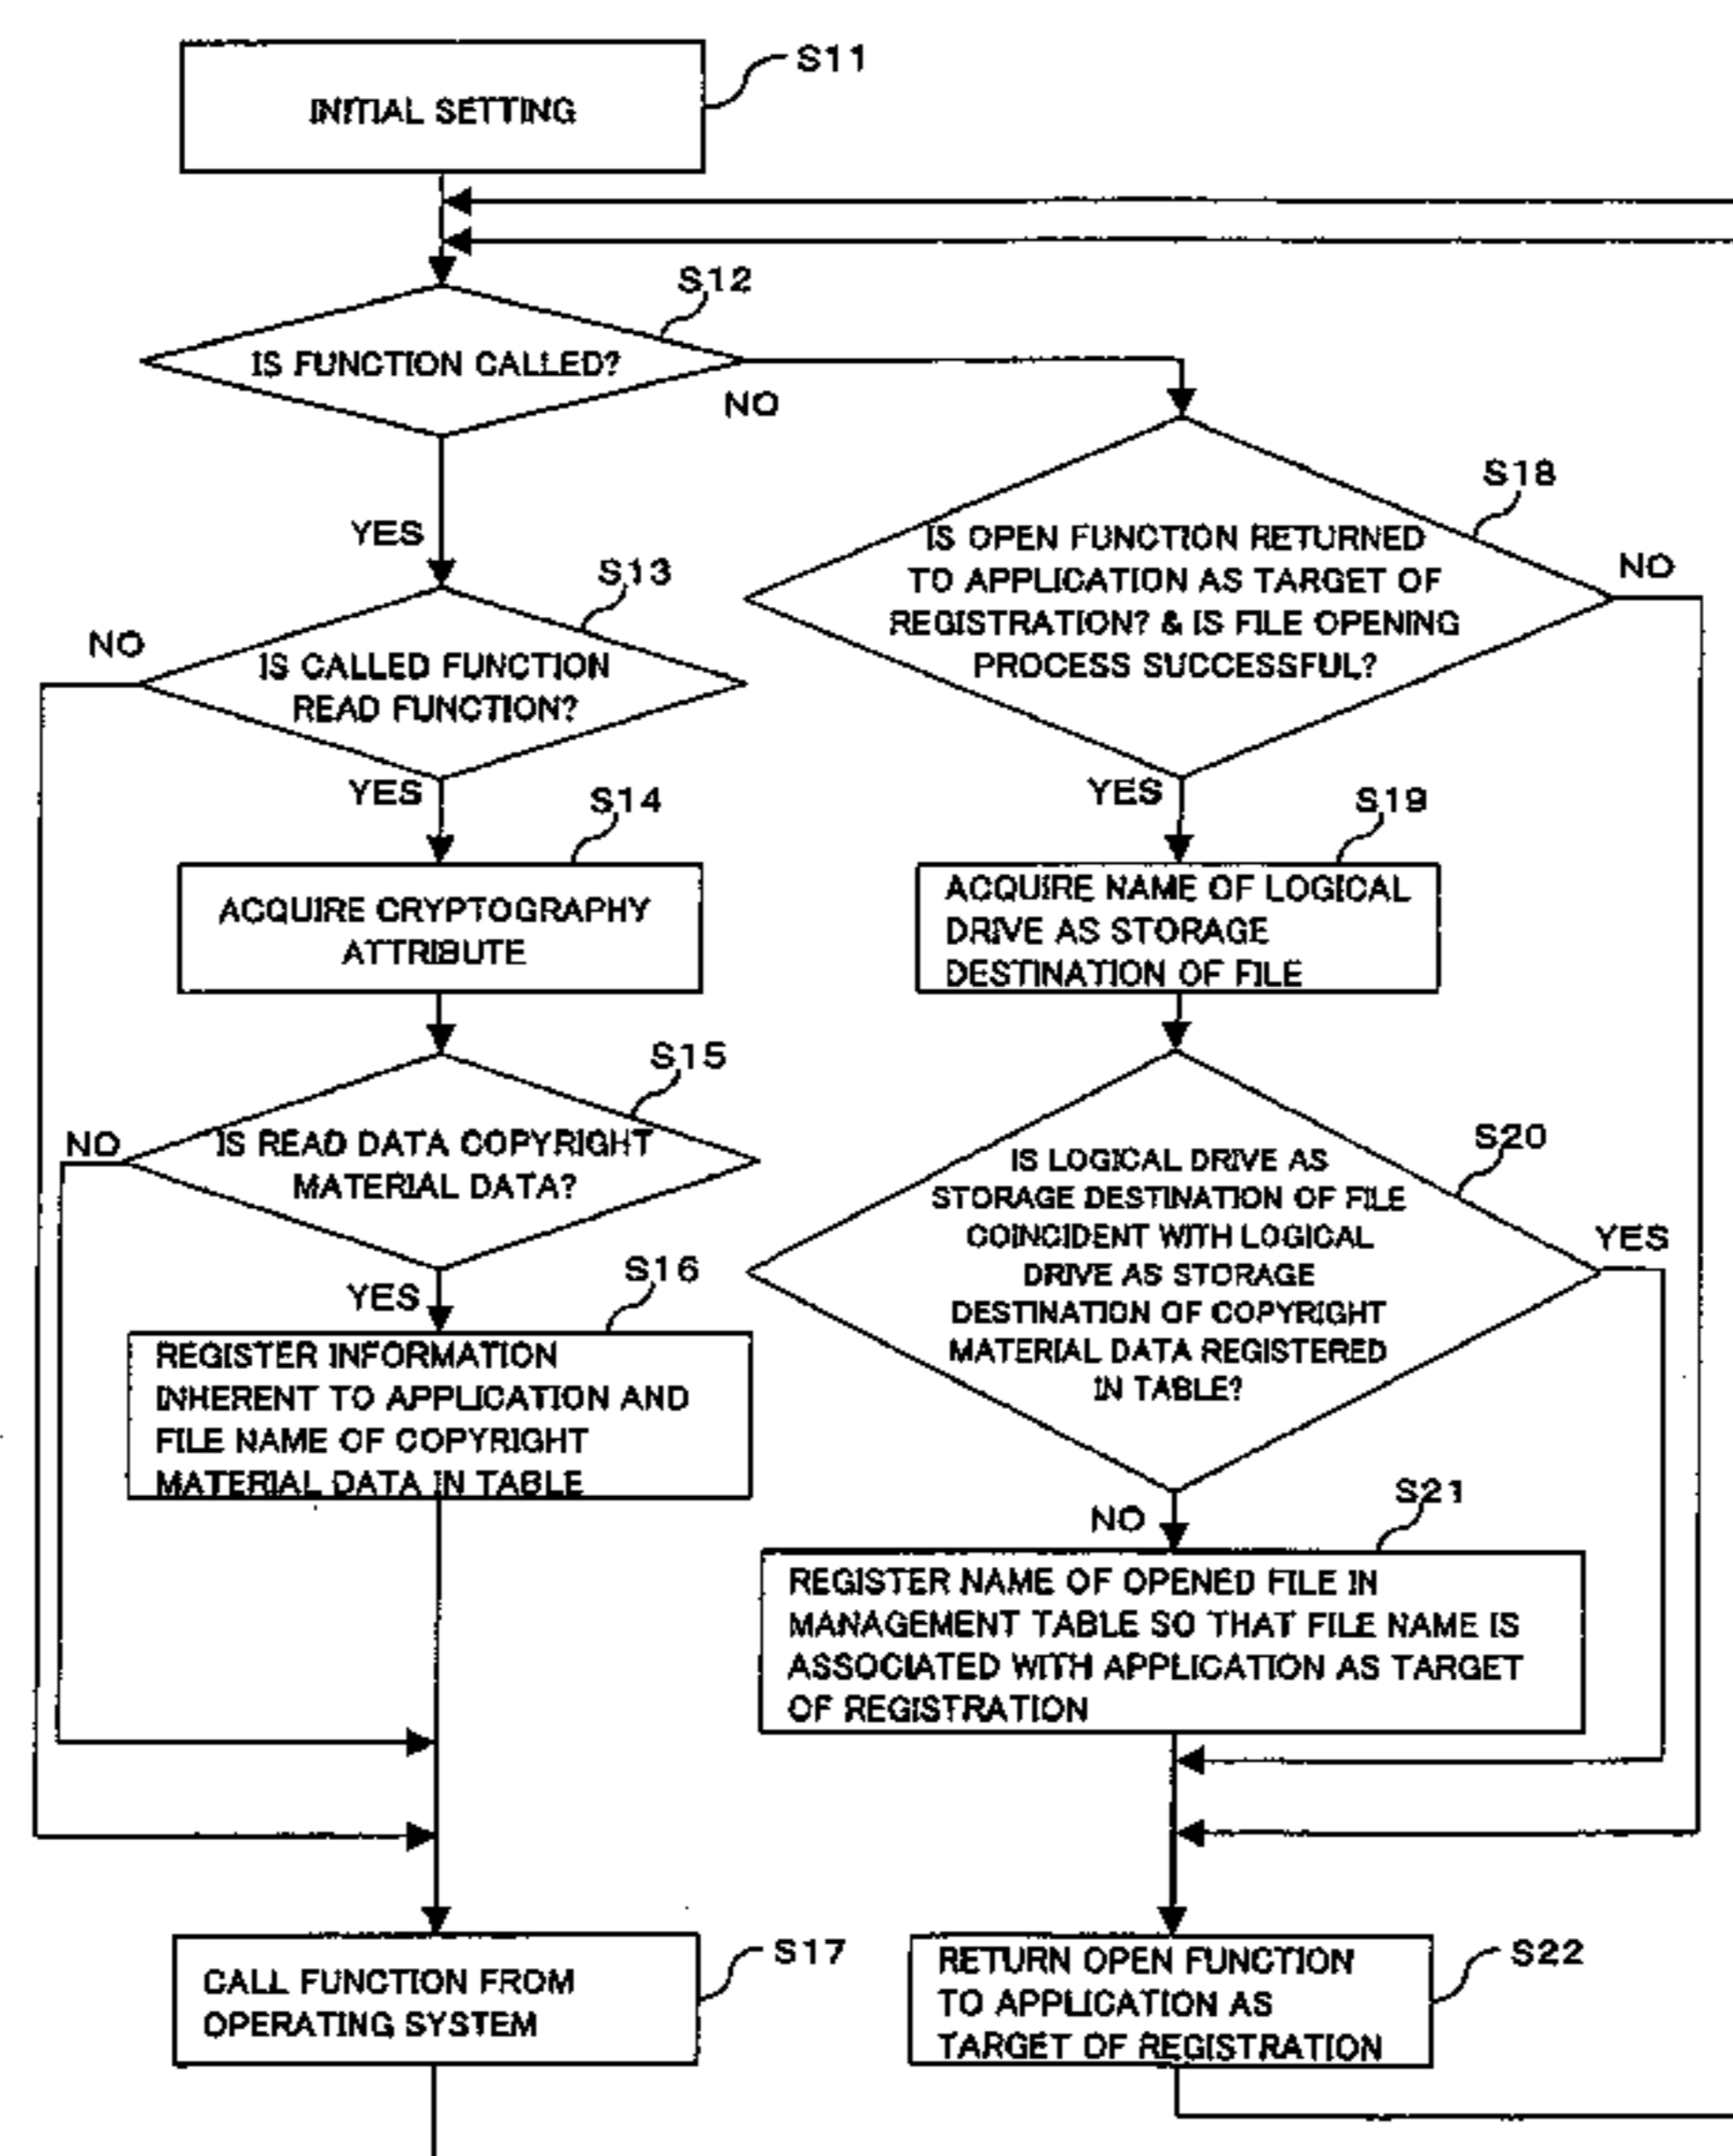 S11
INITIAL SETTING
S12
IS FUNCTION CALLED?
NO
YES
S13
NO
IS CALLED FUNCTION
READ FUNCTION?
YES
S14
ACQUIRE CRYPTOGRAPHY
ATTRIBUTE
S15
NO
IS READ DATA COPYRIGHT
MATERIAL DATA?
YES
S16
REGISTER INFORMATION
INHERENT TO APPLICATION AND
FILE NAME OF COPYRIGHT
MATERIAL DATA IN TABLE
CALL FUNCTION FROM
OPERATING SYSTEM
S17
S18
IS OPEN FUNCTION RETURNED
TO APPLICATION AS TARGET OF
REGISTRATION? & IS FILE OPENING
PROCESS SUCCESSFUL?
NO
YES
S19
ACQUIRE NAME OF LOGICAL
DRIVE AS STORAGE
DESTINATION OF FILE
S20
IS LOGICAL DRIVE AS
STORAGE DESTINATION OF FILE
COINCIDENT WITH LOGICAL
DRIVE AS STORAGE
DESTINATION OF COPYRIGHT
MATERIAL DATA REGISTERED
IN TABLE?
YES
NO
S21
REGISTER NAME OF OPENED FILE IN
MANAGEMENT TABLE SO THAT FILE NAME IS
ASSOCIATED WITH APPLICATION AS TARGET
OF REGISTRATION
RETURN OPEN FUNCTION
TO APPLICATION AS
TARGET OF REGISTRATION
S22